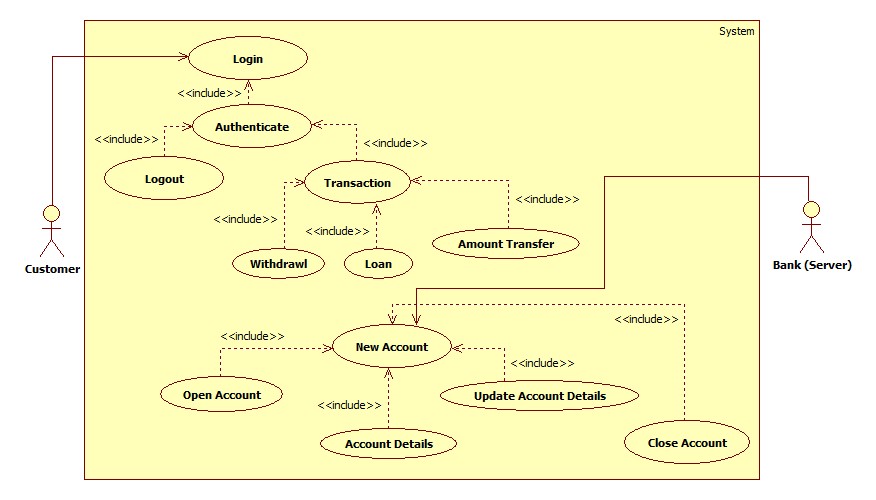 System
Login
<<include>>
Authenticate
<<include>>
<<include>>
Logout
Transaction
<<include>>
<<include>>
<<include>>
Amount Transfer
Withdrawl
Loan
Customer
Bank (Server)
<<include>>
<<include>>
New Account
<<include>>
Open Account
Update Account Details
<<include>>
Account Details
Close Account